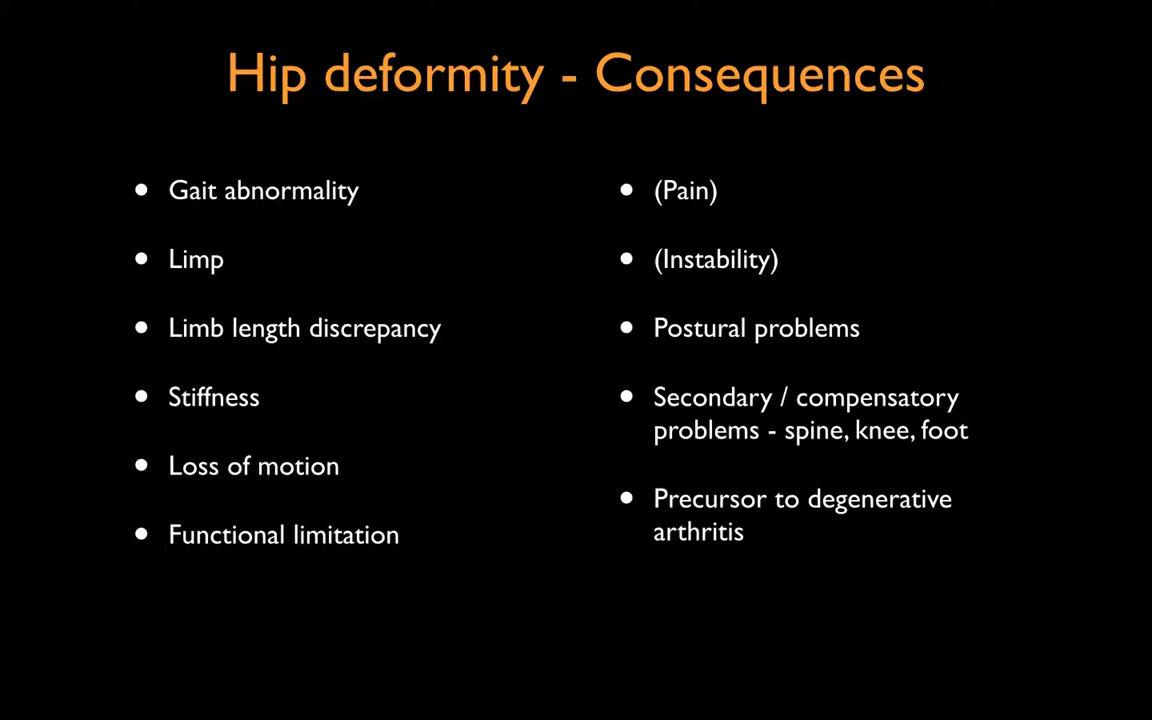 Hip deformity - Consequences
• Gait abnormality
• Limp
• Limb length discrepancy
• Stiffness
• Loss of motion
• Functional limitation
• (Pain)
• (Instability)
• Postural problems
• Secondary / compensatory
problems - spine, knee, foot
• Precursor to degenerative
arthritis